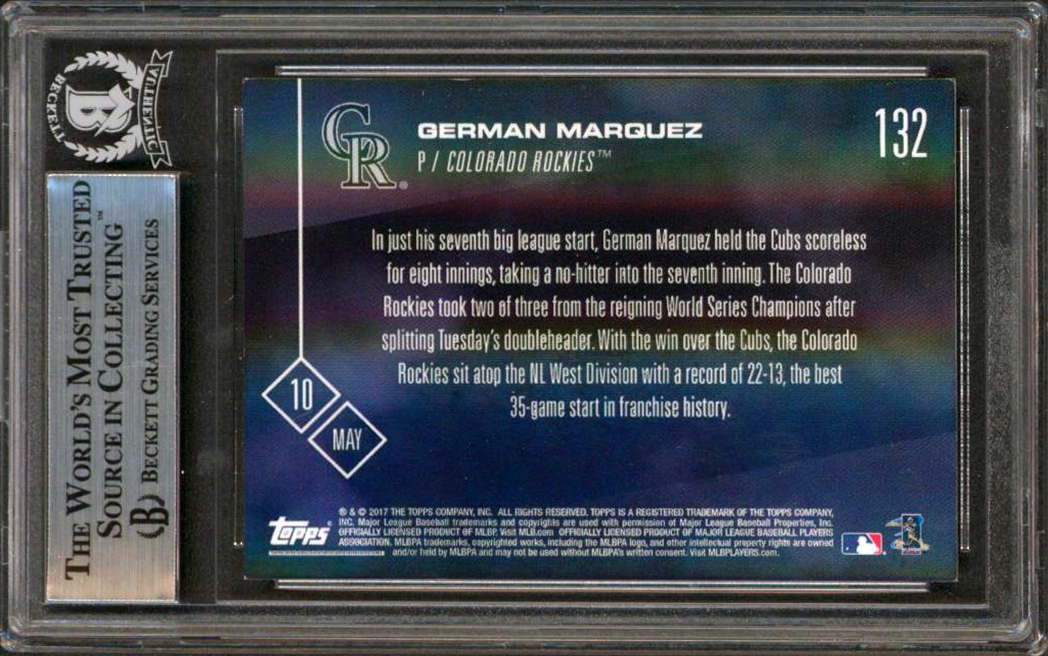 BECKETT
AUTHENTIC
B
THE WORLD'S MOST TRUSTED
SOURCE IN COLLECTING™
B BECKETT GRADING SERVICES
CR®
GERMAN MARQUEZ
P / COLORADO ROCKIES™
132
In just his seventh big league start, German Marquez held the Cubs scoreless
for eight innings, taking a no-hitter into the seventh inning. The Colorado
Rockies took two of three from the reigning World Series Champions after
splitting Tuesday's doubleheader. With the win over the Cubs, the Colorado
Rockies sit atop the NL West Division with a record of 22-13, the best
35-game start in franchise history.
10
MAY
topps
® & © 2017 THE TOPPS COMPANY, INC. ALL RIGHTS RESERVED. TOPPS IS A REGISTERED TRADEMARK OF THE TOPPS COMPANY,
INC. Major League Baseball trademarks and copyrights are used with permission of Major League Baseball Properties, Inc.
OFFICIALLY LICENSED PRODUCT OF MLBP. Visit MLB.com OFFICIALLY LICENSED PRODUCT OF MAJOR LEAGUE BASEBALL PLAYERS
ASSOCIATION. MLBPA trademarks, copyrighted works, including the MLBPA logo, and other intellectual property rights are owned
and/or held by MLBPA and may not be used without MLBPA's written consent. Visit MLBPLAYERS.com.